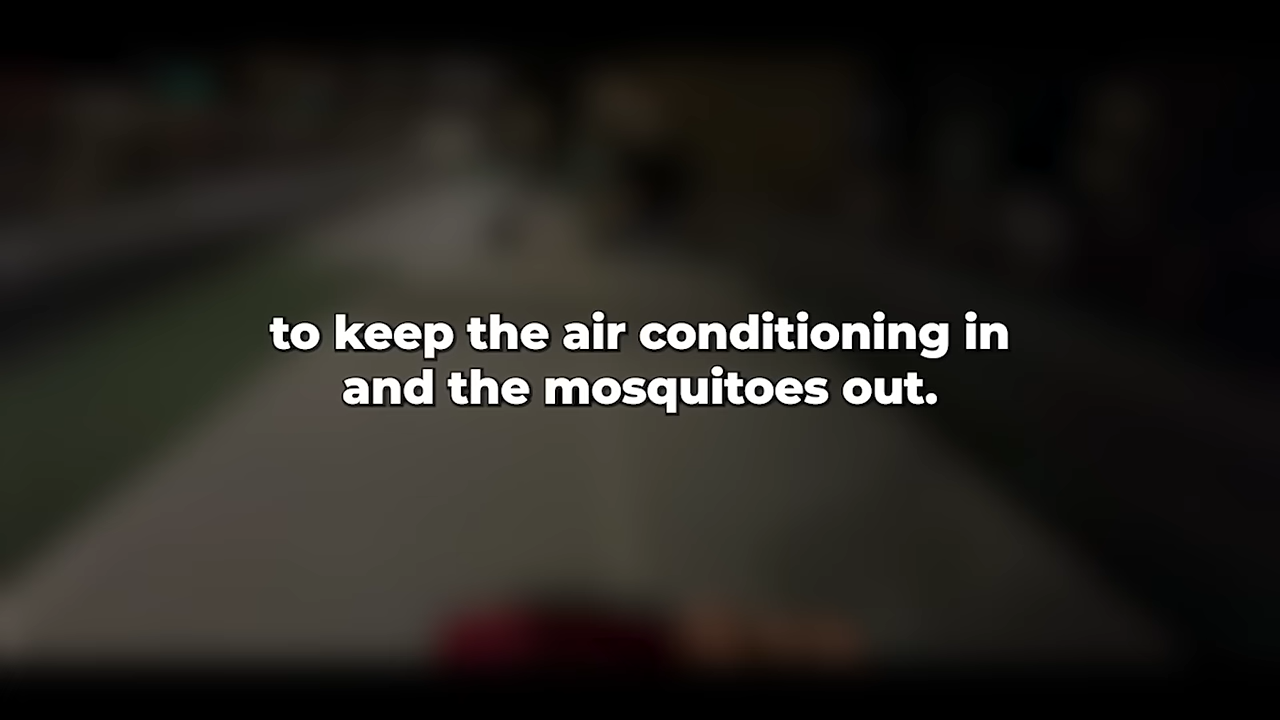 to keep the air conditioning in
and the mosquitoes out.